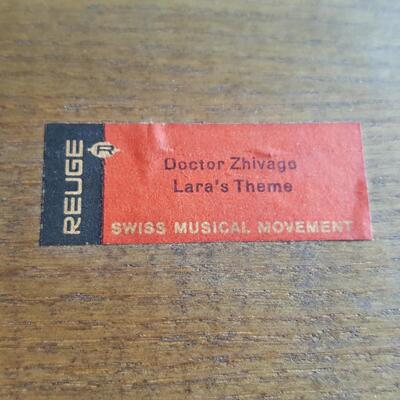 REUGE
R
Doctor Zhivago
Lara's Theme
SWISS MUSICAL MOVEMENT